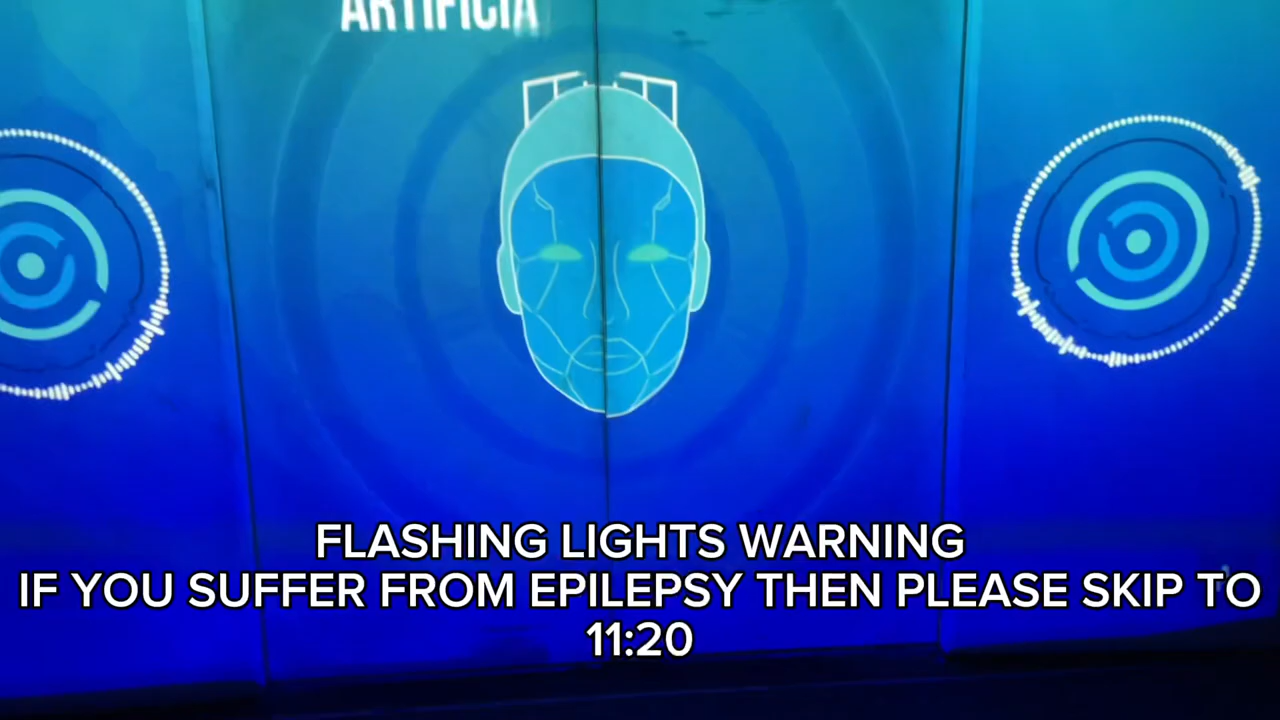 ARTIFICIA
FLASHING LIGHTS WARNING
IF YOU SUFFER FROM EPILEPSY THEN PLEASE SKIP TO
11:20